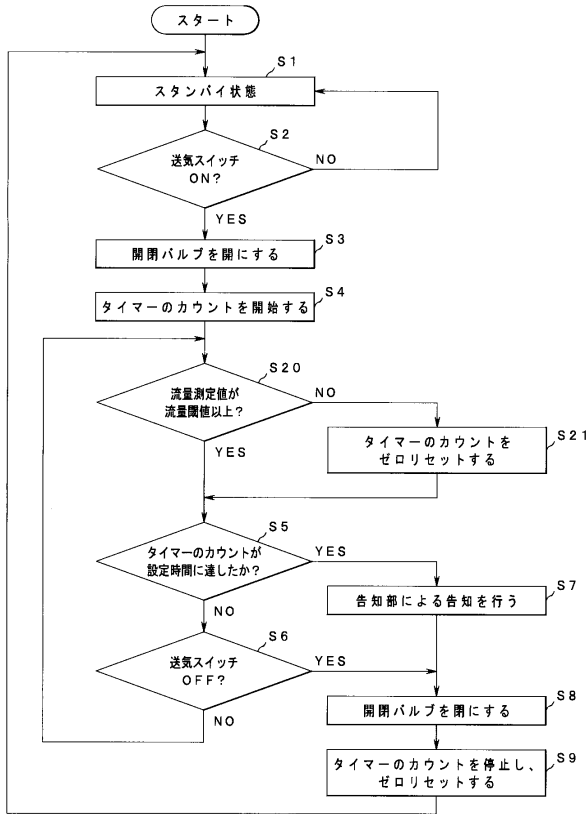 スタート
S1
スタンバイ状態
S2
送気スイッチ
ON?
NO
YES
S3
開閉バルブを開にする
S4
タイマーのカウントを開始する
S20
流量測定値が
流量閾値以上?
NO
YES
S21
タイマーのカウントを
ゼロリセットする
S5
タイマーのカウントが
設定時間に達したか?
YES
NO
S7
告知部による告知を行う
S6
送気スイッチ
OFF?
YES
NO
S8
開閉バルブを閉にする
S9
タイマーのカウントを停止し、
ゼロリセットする